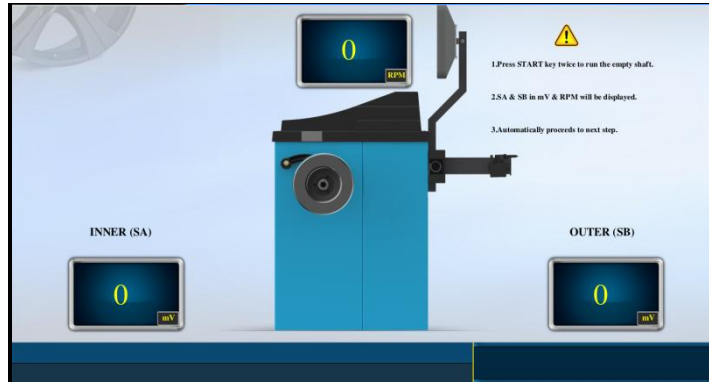 0
RPM
1.Press START key twice to run the empty shaft.
2.SA & SB in mV & RPM will be displayed.
3.Automatically proceeds to next step.
INNER (SA)
OUTER (SB)
0
mV
0
mV